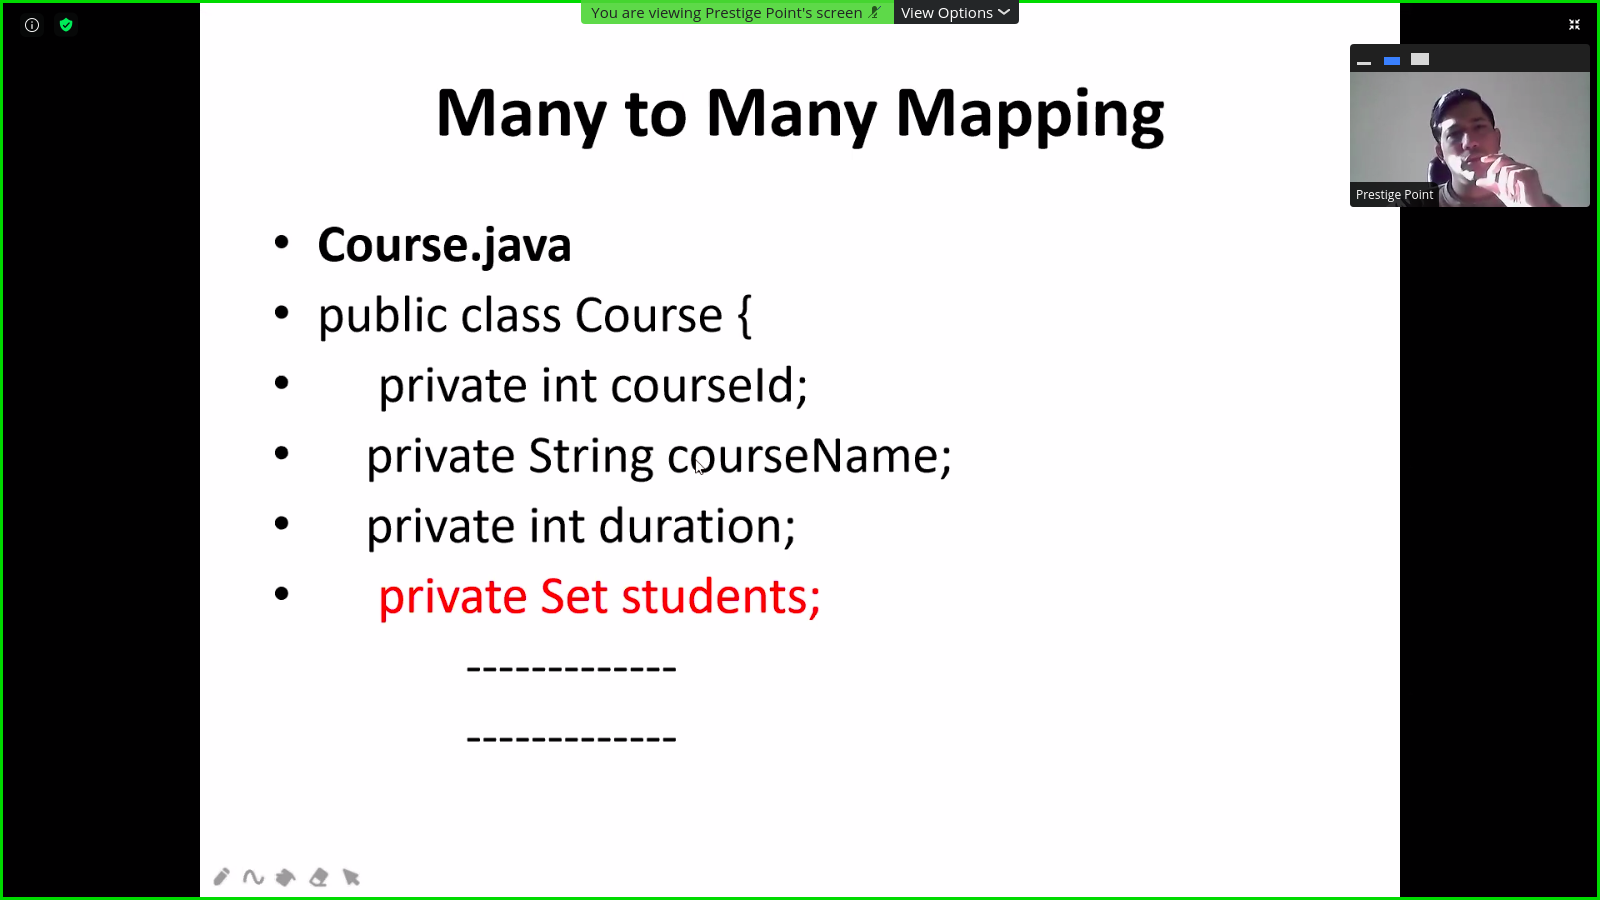 You are viewing Prestige Point's screen
View Options
Many to Many Mapping
Prestige Point
• Course.java
• public class Course {
• private int courseId;
• private String courseName;
• private int duration;
• private Set students;
-------------
-------------